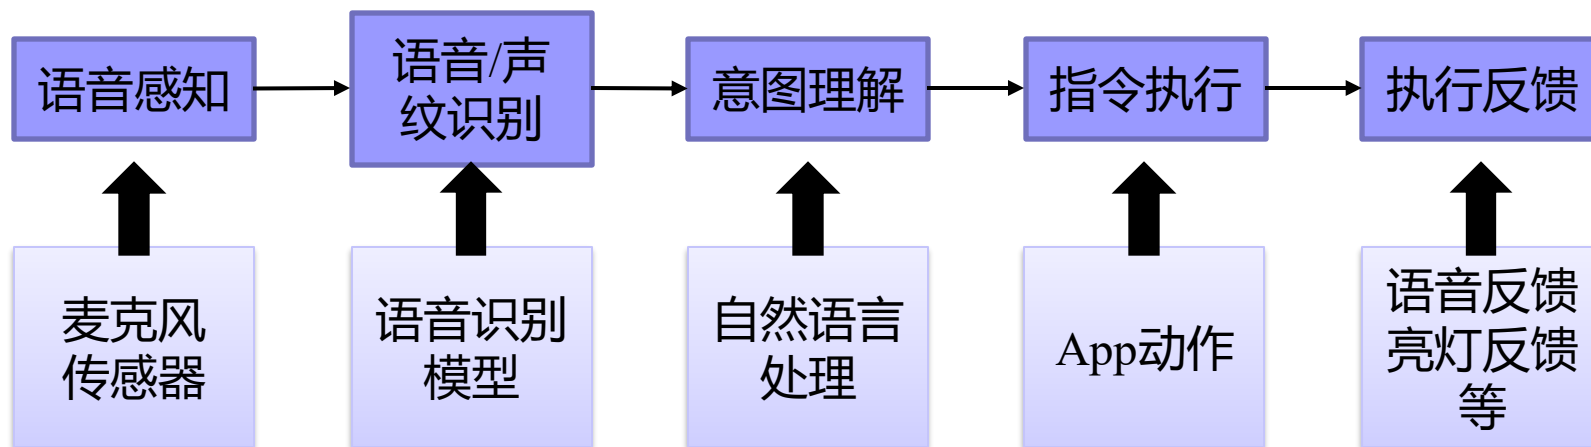 语音感知
语音/声
纹识别
意图理解
指令执行
执行反馈
麦克风
传感器
语音识别
模型
自然语言
处理
App动作
语音反馈
亮灯反馈
等